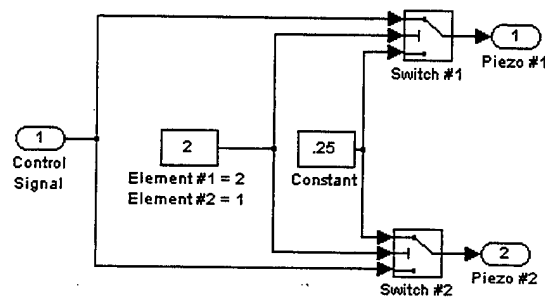 1
Switch #1
Piezo #1
1
Control
Signal
2
Element #1 = 2
Element #2 = 1
.25
Constant
2
Switch #2
Piezo #2